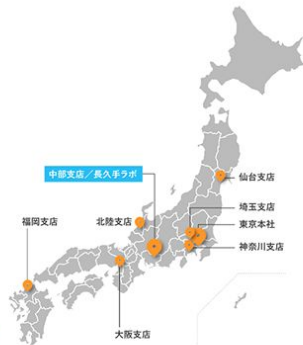 仙台支店
中部支店／長久手ラボ
埼玉支店
福岡支店
北陸支店
東京本社
神奈川支店
大阪支店